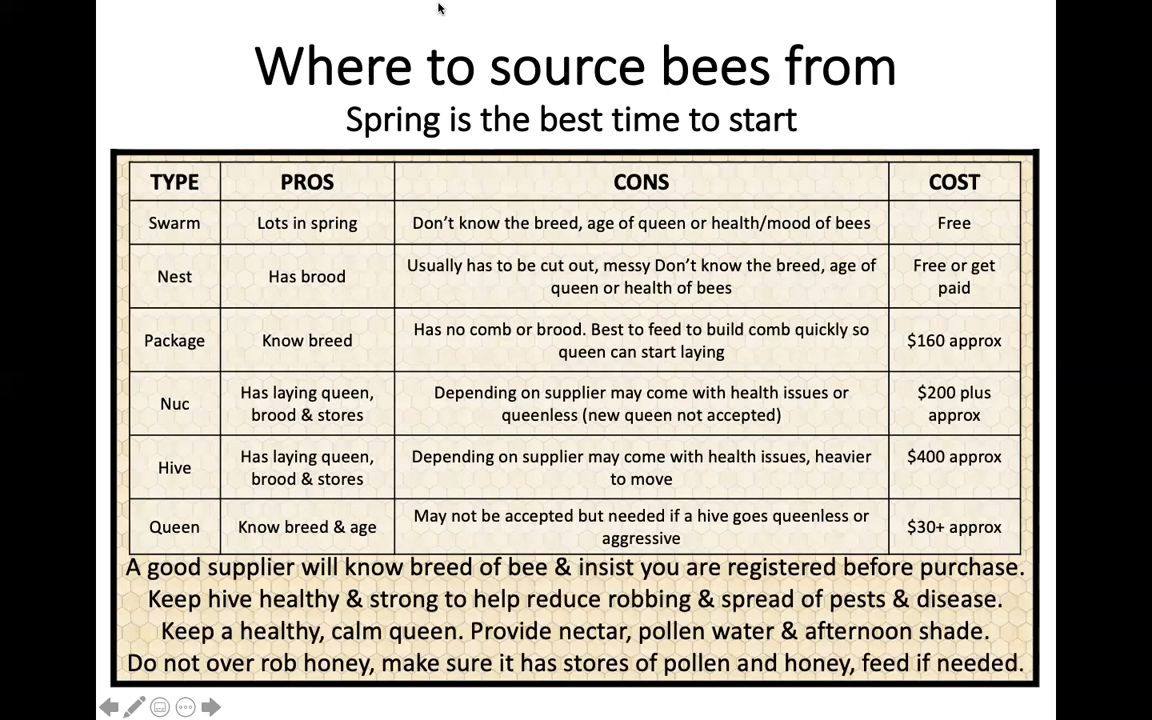 Where to source bees from
Spring is the best time to start
TYPE PROS CONS COST
Swarm Lots in spring Don't know the breed, age of queen or health/mood of bees Free
Nest Has brood Usually has to be cut out, messy Don't know the breed, age of
queen or health of bees Free or get
paid
Package Know breed Has no comb or brood. Best to feed to build comb quickly so
queen can start laying $160 approx
Nuc Has laying queen,
brood & stores Depending on supplier may come with health issues or
queenless (new queen not accepted) $200 plus
approx
Hive Has laying queen,
brood & stores Depending on supplier may come with health issues, heavier
to move $400 approx
Queen Know breed & age May not be accepted but needed if a hive goes queenless or
aggressive $30+ approx
A good supplier will know breed of bee & insist you are registered before purchase.
Keep hive healthy & strong to help reduce robbing & spread of pests & disease.
Keep a healthy, calm queen. Provide nectar, pollen water & afternoon shade.
Do not over rob honey, make sure it has stores of pollen and honey, feed if needed.